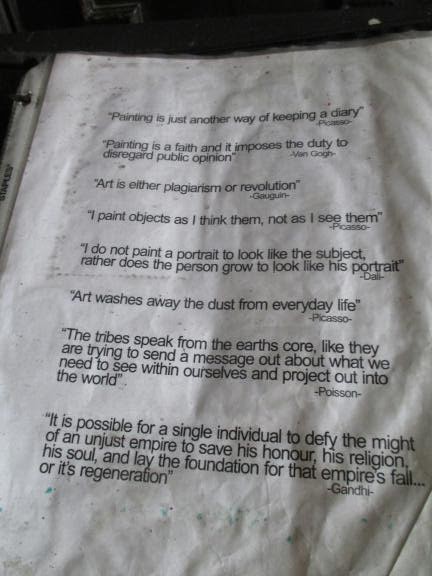 "Painting is just another way of keeping a diary"
-Picasso-
"Painting is a faith and it imposes the duty to
disregard public opinion"
-Van Gogh-
"Art is either plagiarism or revolution"
-Gauguin-
"I paint objects as I think them, not as I see them"
-Picasso-
"I do not paint a portrait to look like the subject,
rather does the person grow to look like his portrait"
-Dali-
"Art washes away the dust from everyday life"
-Picasso-
"The tribes speak from the earths core, like they
are trying to send a message out about what we
need to see within ourselves and project out into
the world".
-Poisson-
"It is possible for a single individual to defy the might
of an unjust empire to save his honour, his religion,
his soul, and lay the foundation for that empire's fall...
or it's regeneration"
-Gandhi-
STAPLES